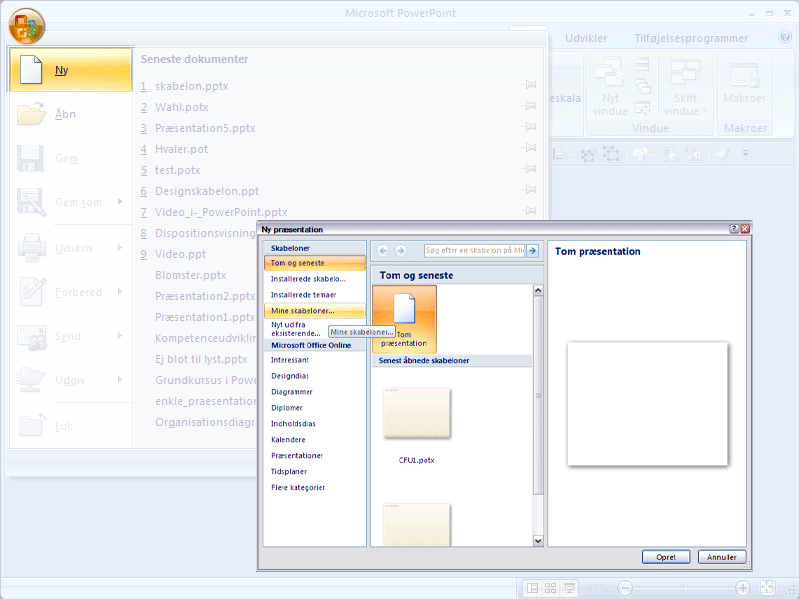 Microsoft PowerPoint
Udvikler
Tilføjelsesprogrammer
Ny
Åbn
Gem
Gem som
Udskriv
Forbered
Send
Udgiv
Luk
Seneste dokumenter
1 skabelon.pptx
2 Wahl.potx
3 Præsentation5.pptx
4 Hvaler.pot
5 test.potx
6 Designskabelon.ppt
7 Video_i-_PowerPoint.pptx
8 Dispositionsvisning
9 Video.ppt
Blomster.pptx
Præsentation2.pptx
Præsentation1.pptx
Kompetenceudviklin
Ej blot til lyst.pptx
Grundkursus i Powe
enkle_praesentation
Organisationsdiagr
eskala
Nyt vindue
Skift vindue
Makroer
Vindue
Makroer
Ny præsentation
Skabeloner
Tom og seneste
Installerede skabelo...
Installerede temaer
Mine skabeloner...
Nyt ud fra
eksisterende...
Mine skabeloner...
Microsoft Office Online
Interessant
Designdias
Diagrammer
Diplomer
Indholdsdias
Kalendere
Præsentationer
Tidsplaner
Flere kategorier
Søg efter en skabelon på Mi
Tom og seneste
Tom
præsentation
Senest åbnede skabeloner
CFU1.potx
Tom præsentation
Opret
Annuller